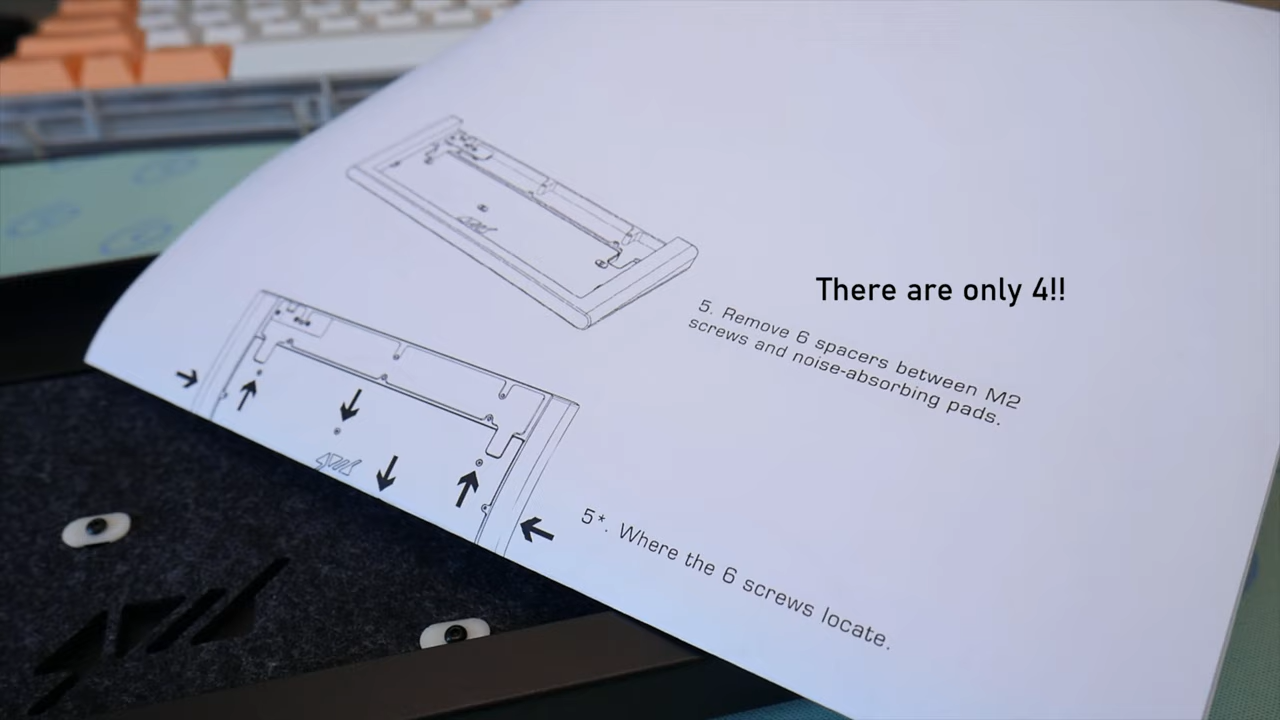 There are only 4!!
5. Remove 6 spacers between M2
screws and noise-absorbing pads.
5*. Where the 6 screws locate.